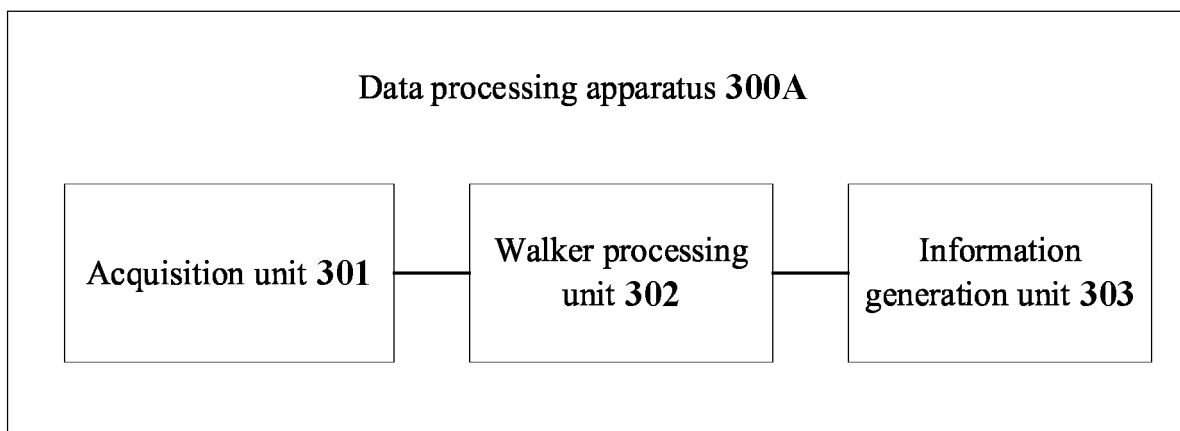 Data processing apparatus 300A
Acquisition unit 301
Walker processing
unit 302
Information
generation unit 303